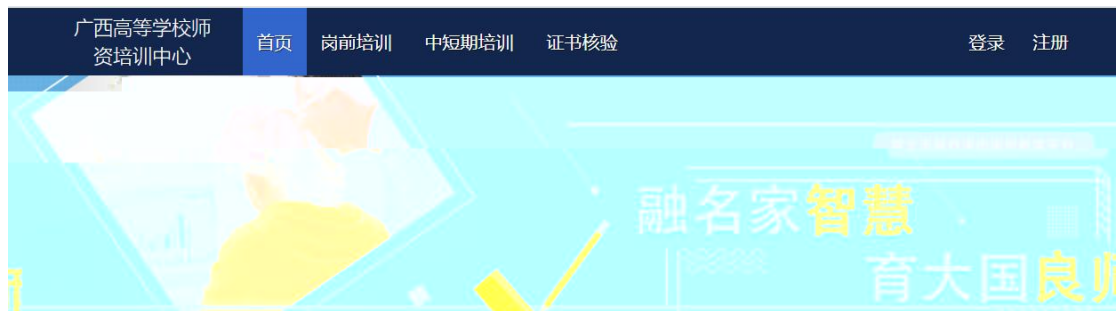 广西高等学校师
资培训中心
首页 岗前培训 中短期培训 证书核验 登录 注册
融名家智慧
育大国良师